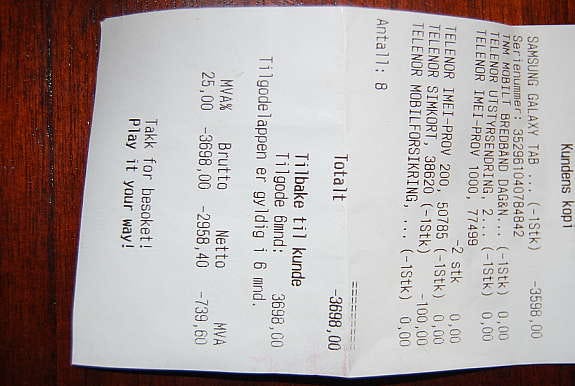 Kundens kopi
SAMSUNG GALAXY TAB ... (-1Stk) -3598,00
Serienummer: 352961040784842
TNM MOBILT BREDBÅND DAG&N... (-1Stk) 0,00
TELENOR UTSTYRSENDRING, 2... (-1Stk) 0,00
TELENOR IMEI-PROV 1000, 77499
-2 stk 0,00
TELENOR IMEI-PROV 200, 50785 (-1Stk) 0,00
TELENOR SIMKORT, 38620 (-1Stk) -100,00
TELENOR MOBILFORSIKRING, ... (-1Stk) 0,00
Antall: 8
=========
Totalt -3698,00
Tilbake til kunde
Tilgode 6mnd: 3698,00
Tilgodelappen er gyldig i 6 mnd.
MVA% Brutto Netto MVA
25,00 -3698,00 -2958,40 -739,60
Takk for besoket!
Play it your way!